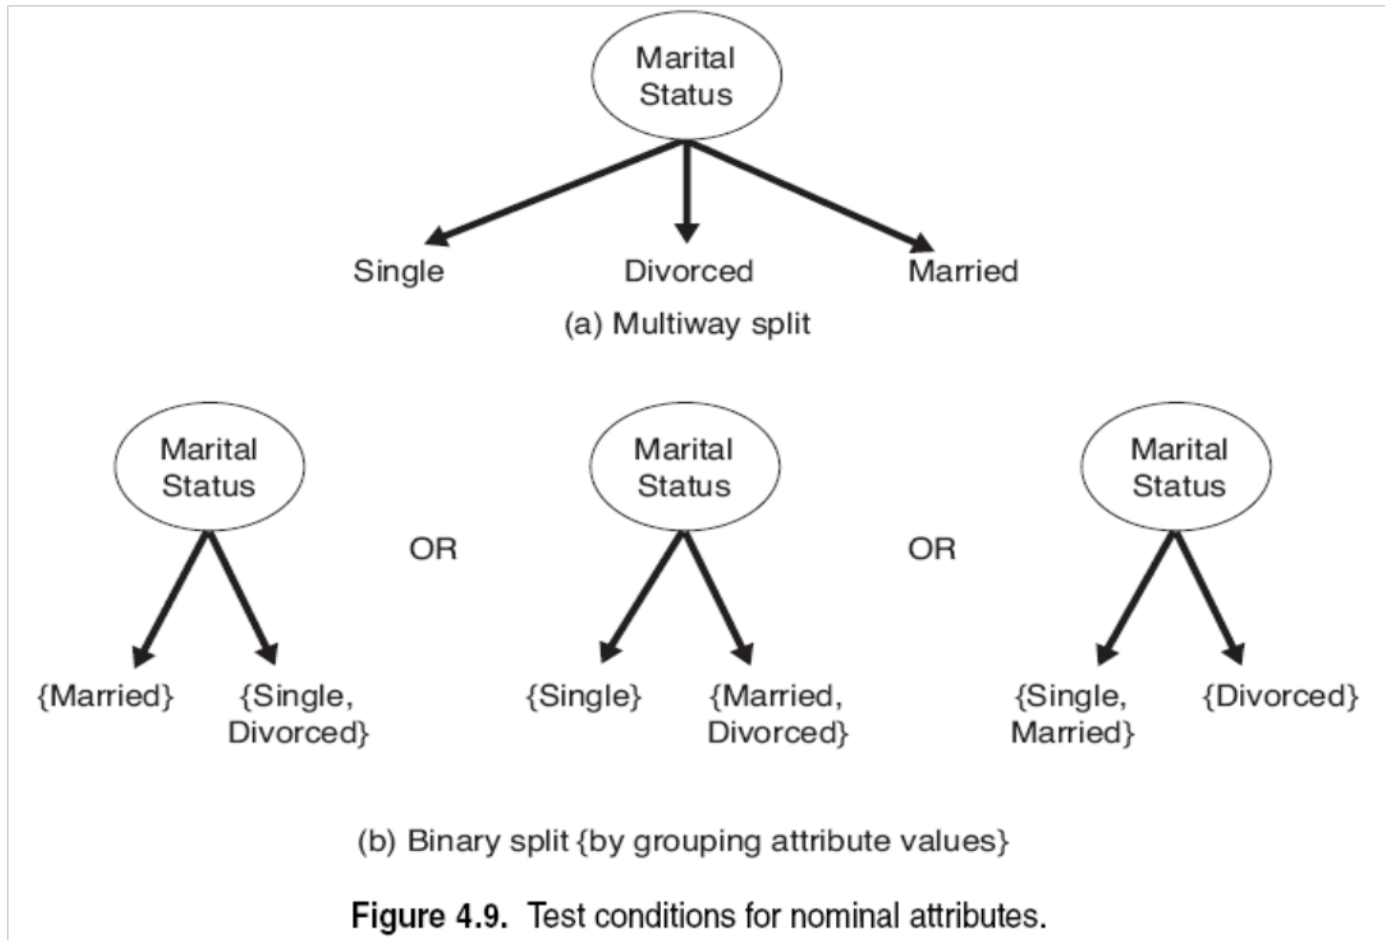 Marital
Status
Single
Divorced
Married
(a) Multiway split
Marital
Status
OR
Marital
Status
OR
Marital
Status
{Married}
{Single,
Divorced}
{Single}
{Married,
Divorced}
{Single,
Married}
{Divorced}
(b) Binary split {by grouping attribute values}
Figure 4.9. Test conditions for nominal attributes.